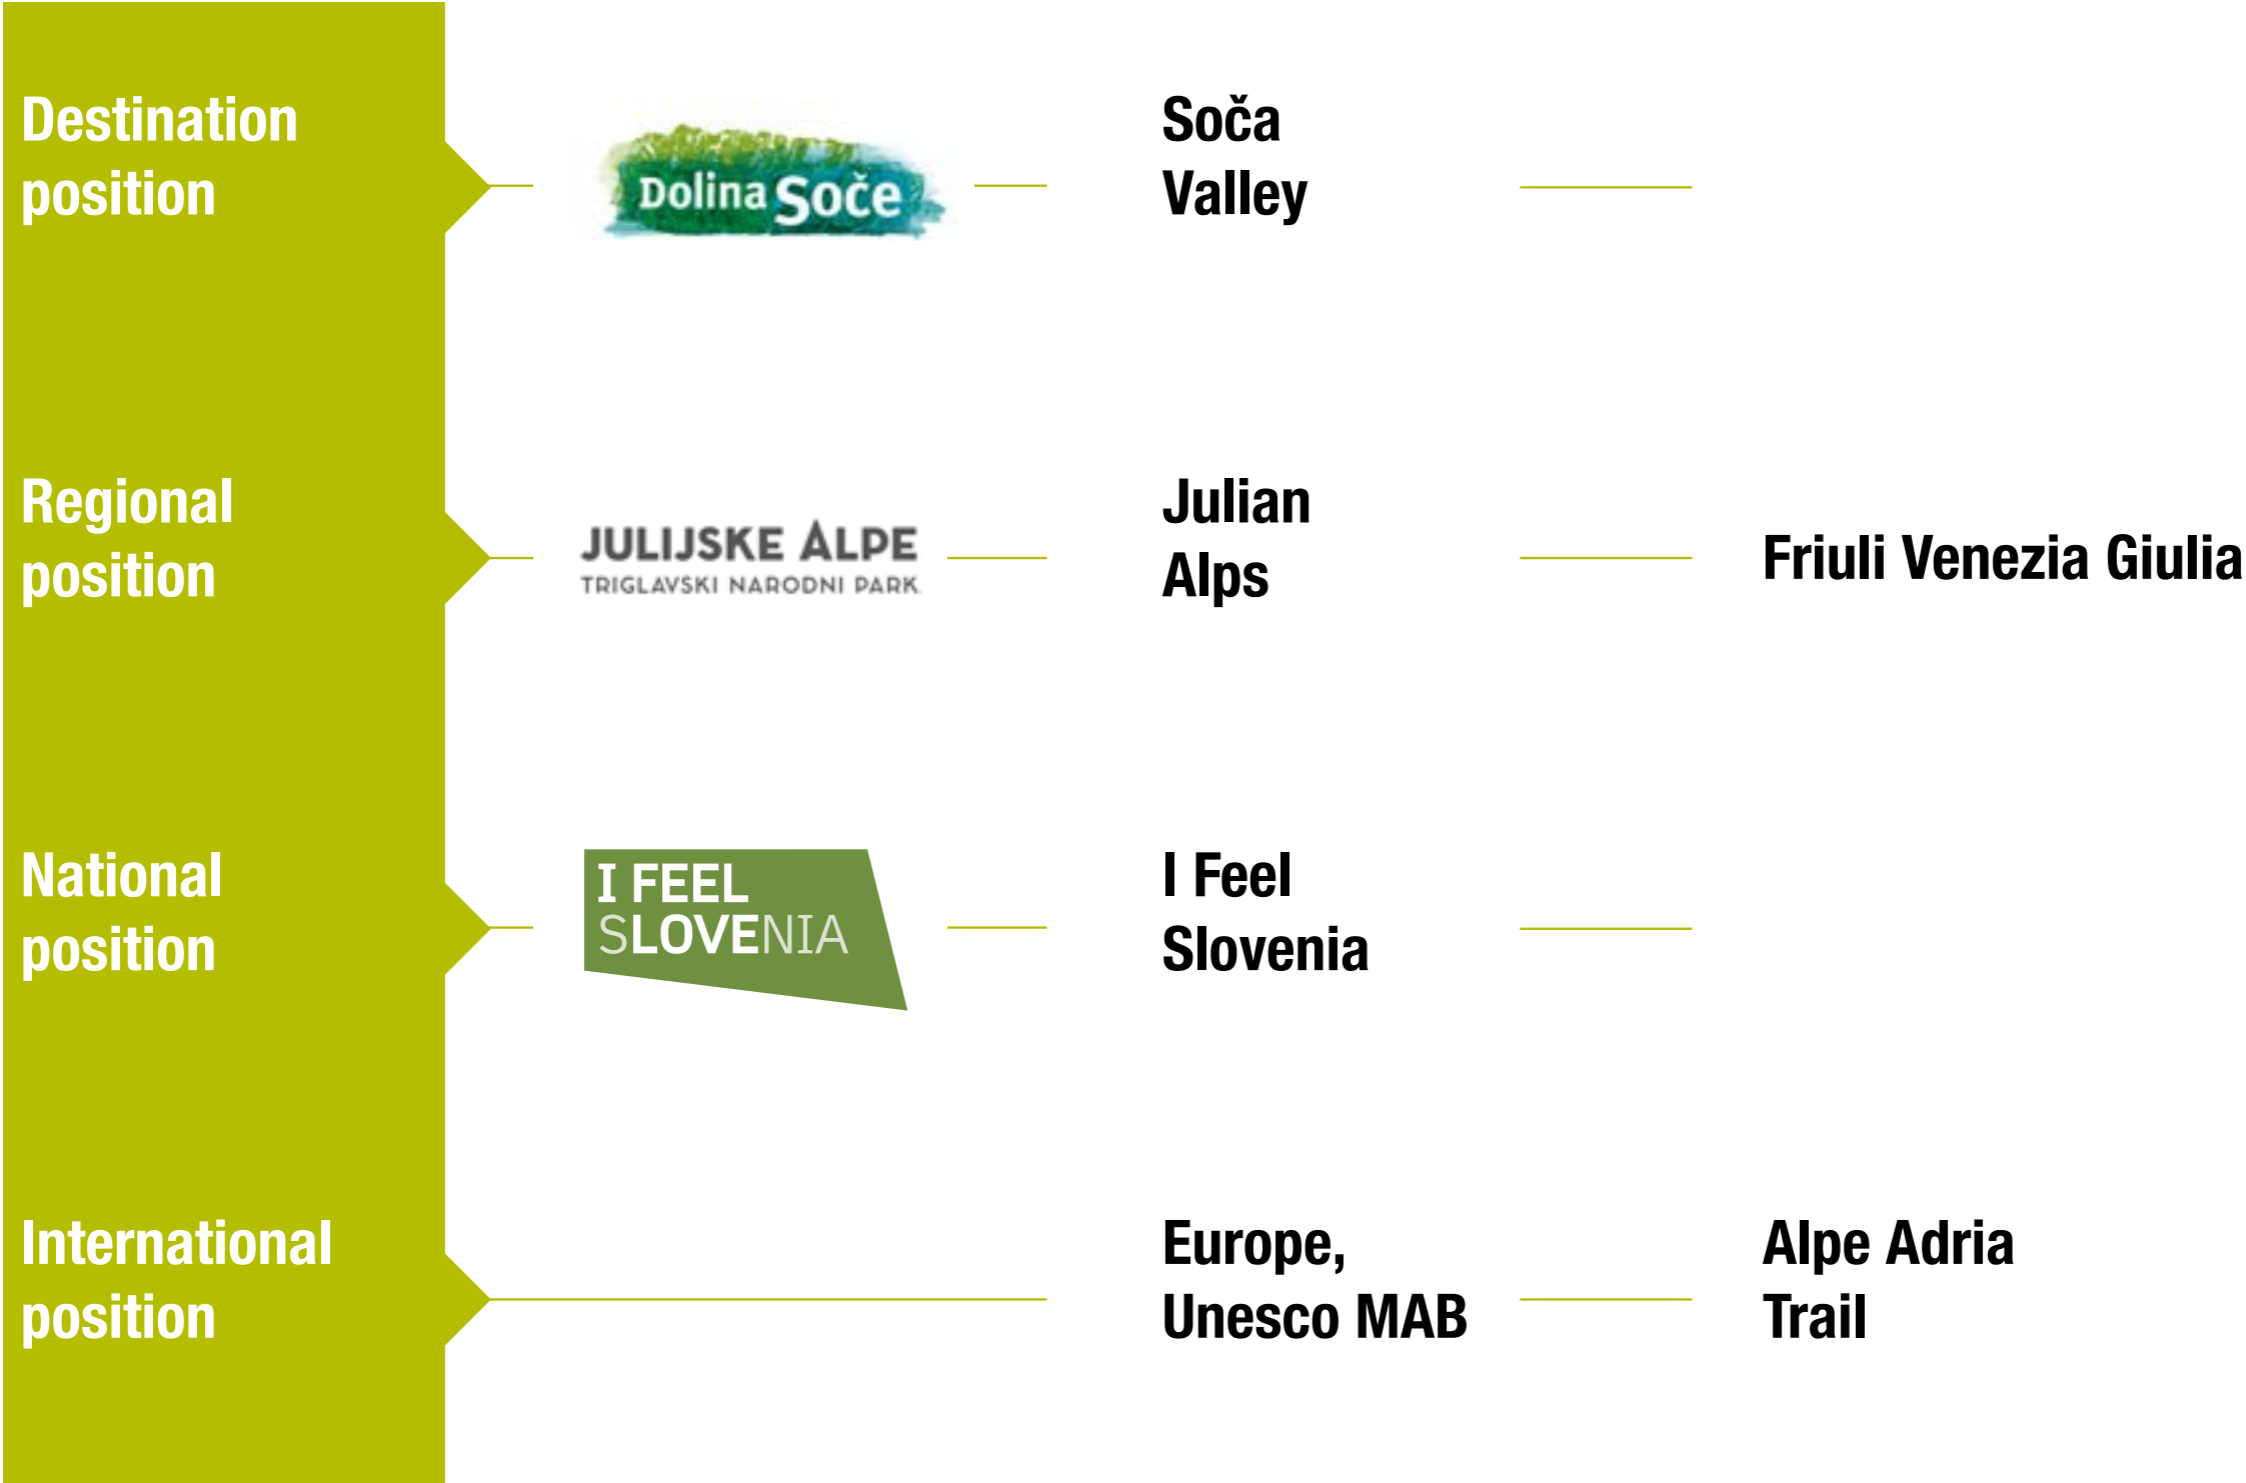 Destination
position
Dolina Soče
Soča
Valley
Regional
position
JULIJSKE ALPE
TRIGLAVSKI NARODNI PARK
Julian
Alps
Friuli Venezia Giulia
National
position
I FEEL
SLOVENIA
I Feel
Slovenia
International
position
Europe,
Unesco MAB
Alpe Adria
Trail